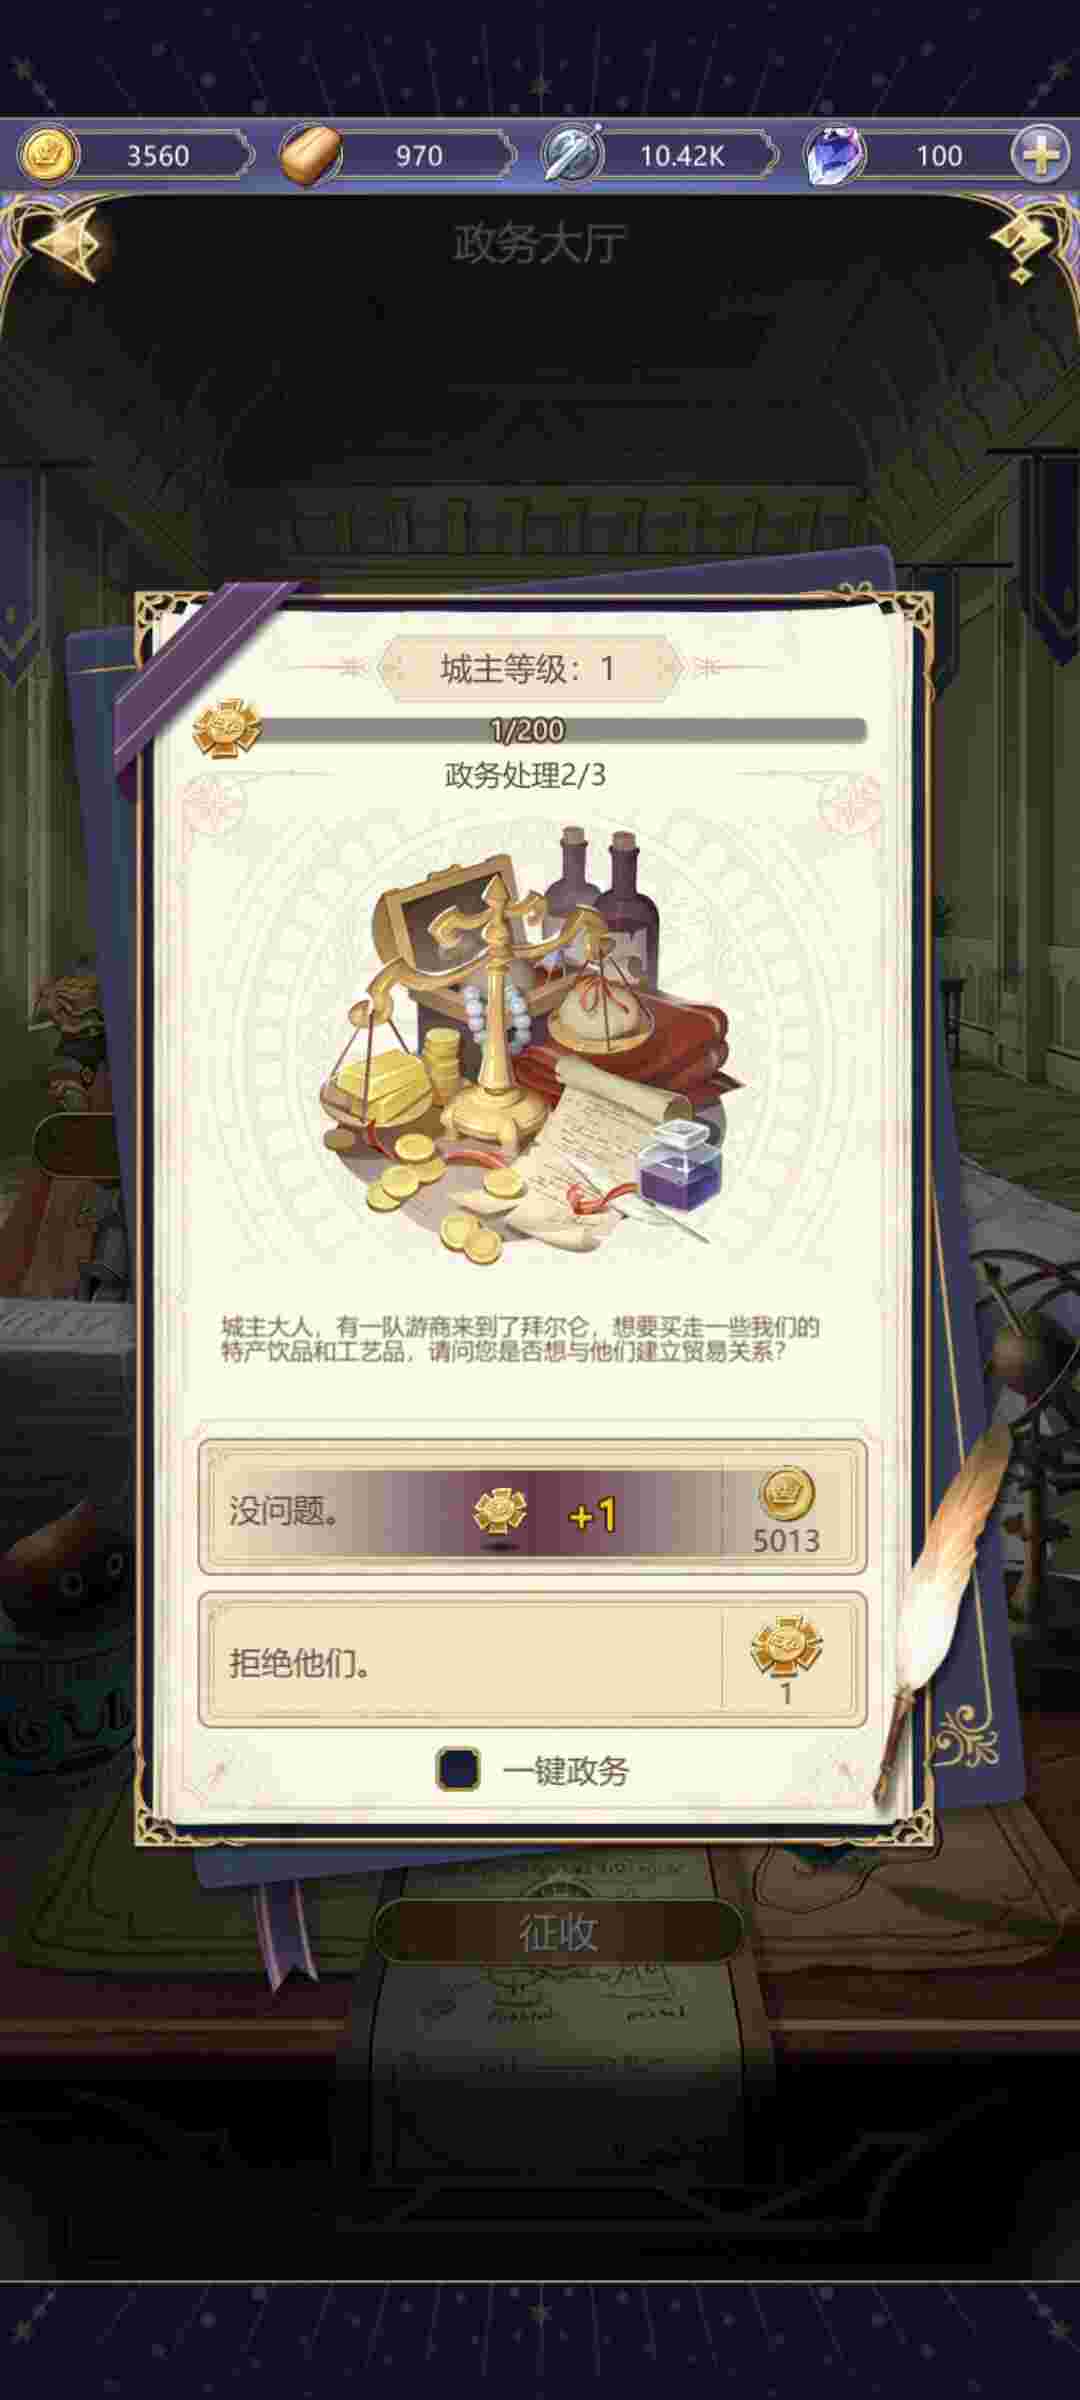 3560
970
10.42K
100
政务大厅
城主等级：1
1/200
政务处理2/3
城主大人，有一队游商来到了拜尔仑，想要买走一些我们的
特产饮品和工艺品，请问您是否想与他们建立贸易关系？
没问题。
+1
5013
拒绝他们。
1
一键政务
征收